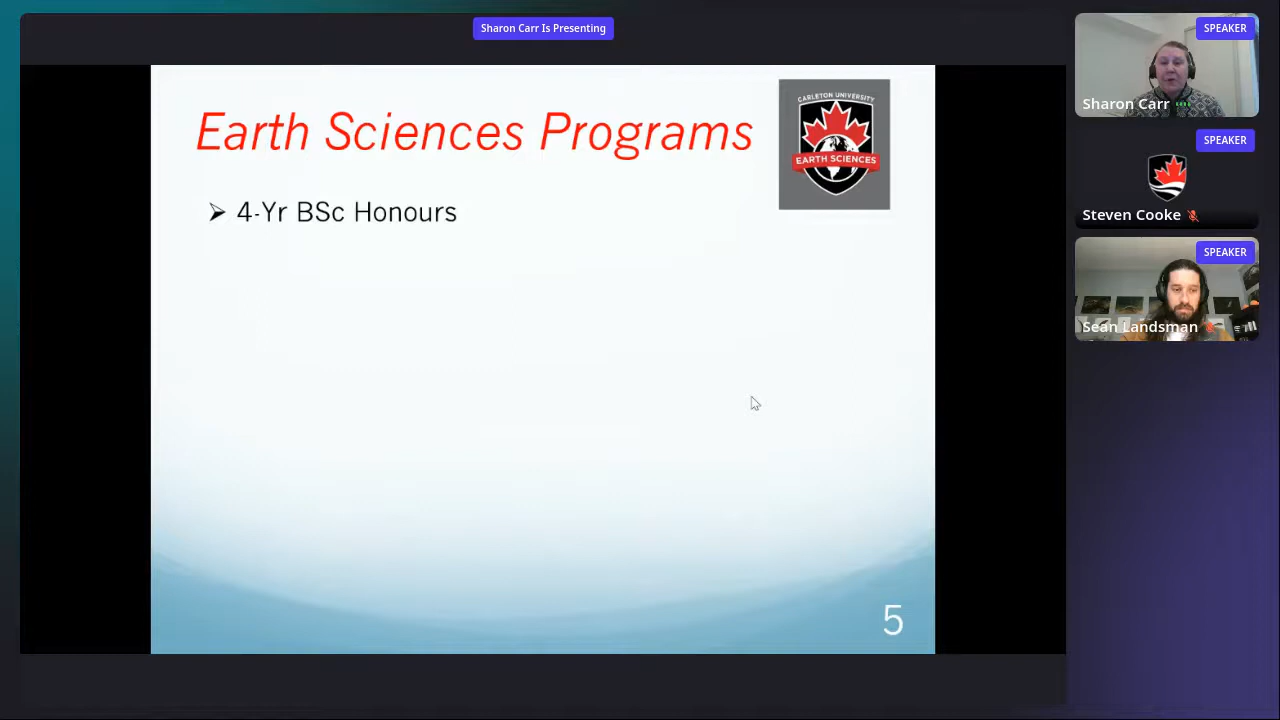 Sharon Carr Is Presenting
Earth Sciences Programs
CARLETON UNIVERSITY
EARTH SCIENCES
➢ 4-Yr BSc Honours
5
SPEAKER
Sharon Carr
SPEAKER
Steven Cooke
SPEAKER
Sean Landsman